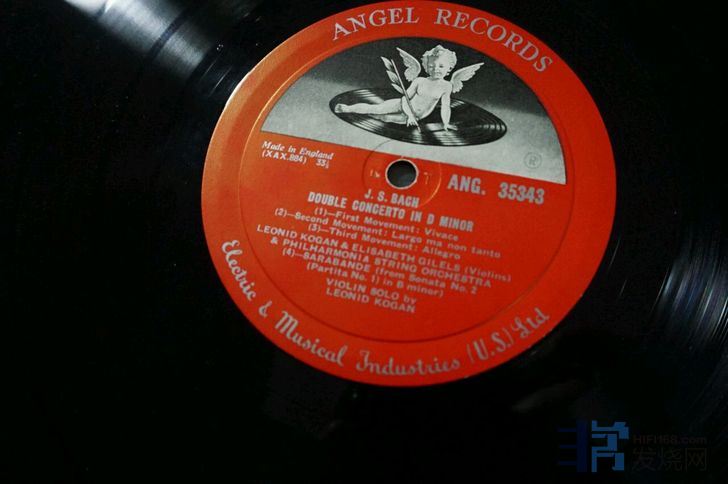 ANGEL RECORDS
®
Made in England
(XAX.884) 33⅓
ANG. 35343
J. S. BACH
DOUBLE CONCERTO IN D MINOR
(1)—First Movement: Vivace
(2)—Second Movement: Largo ma non tanto
(3)—Third Movement: Allegro
LEONID KOGAN & ELISABETH GILELS (Violins)
& PHILHARMONIA STRING ORCHESTRA
(4)—SARABANDE (from Sonata No. 2
(Partita No. 1) in B minor)
VIOLIN SOLO by
LEONID KOGAN
Electric & Musical Industries (U.S.) Ltd
HIFI168.com
发烧网